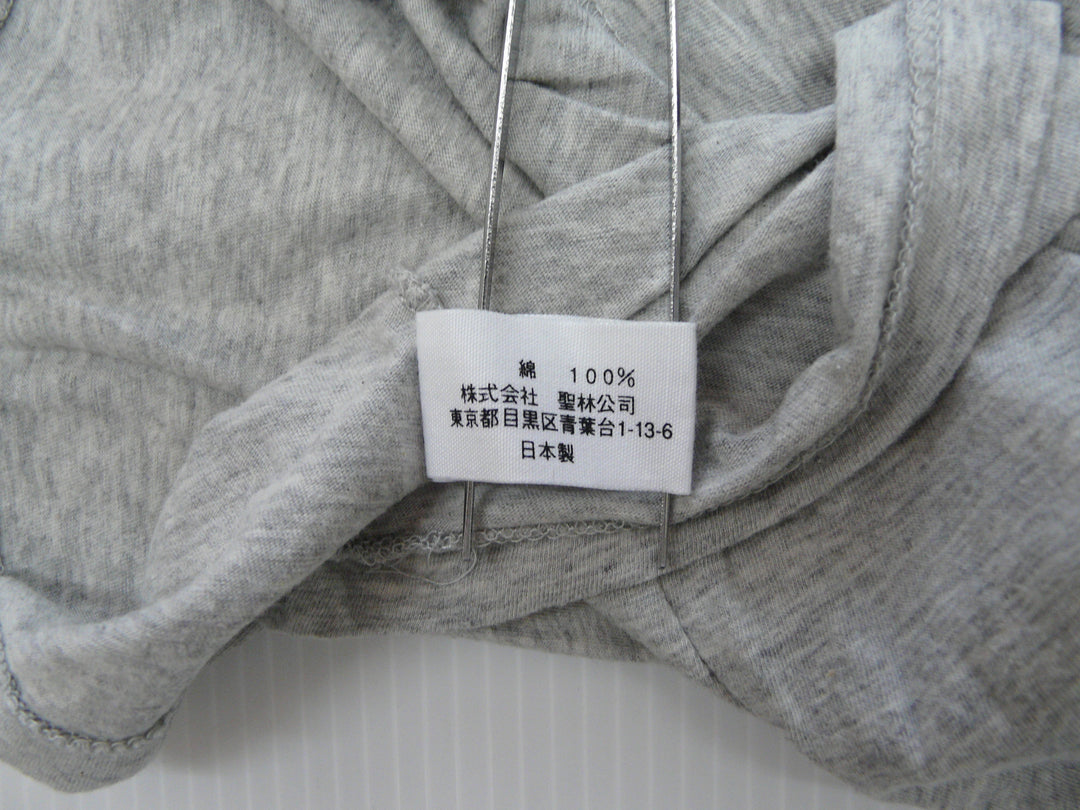 綿 100%
株式会社 聖林公司
東京都目黒区青葉台1-13-6
日本製